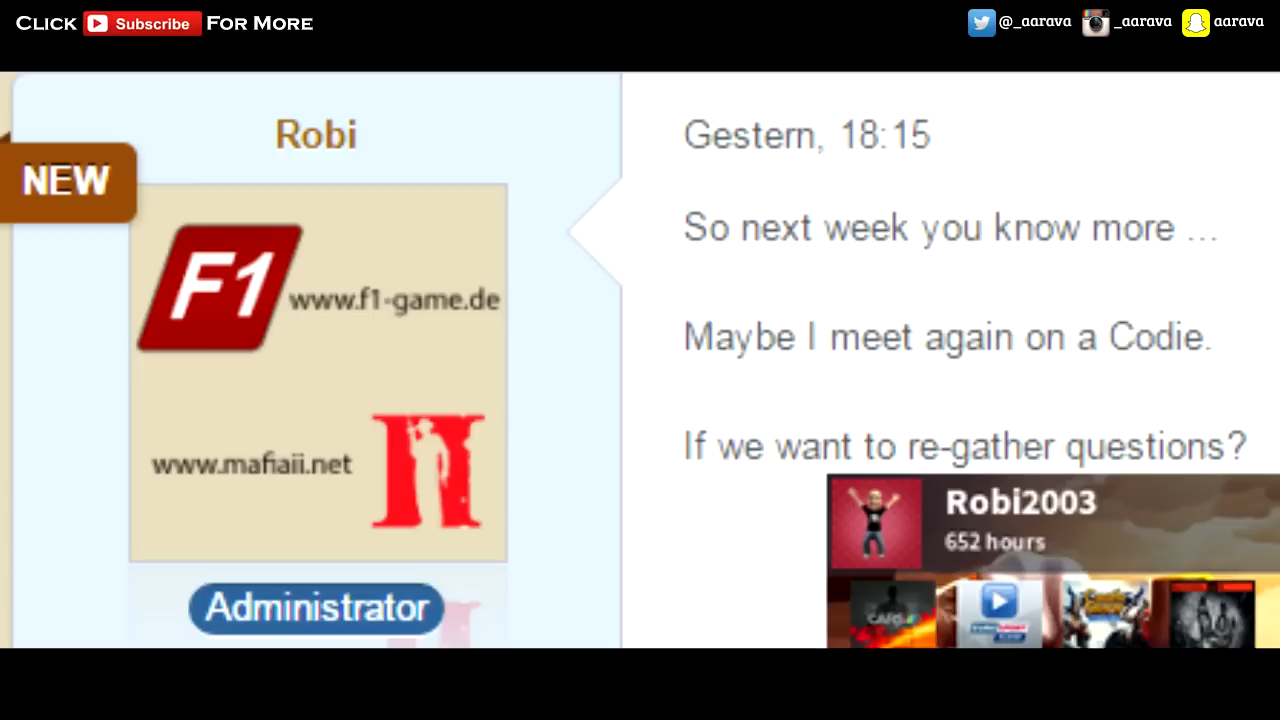 CLICK Subscribe FOR MORE
@_aarava _aarava aarava
Robi
NEW
F1
www.f1-game.de
www.mafiaii.net
II
Administrator
Gestern, 18:15
So next week you know more ...
Maybe I meet again on a Codie.
If we want to re-gather questions?
Robi2003
652 hours